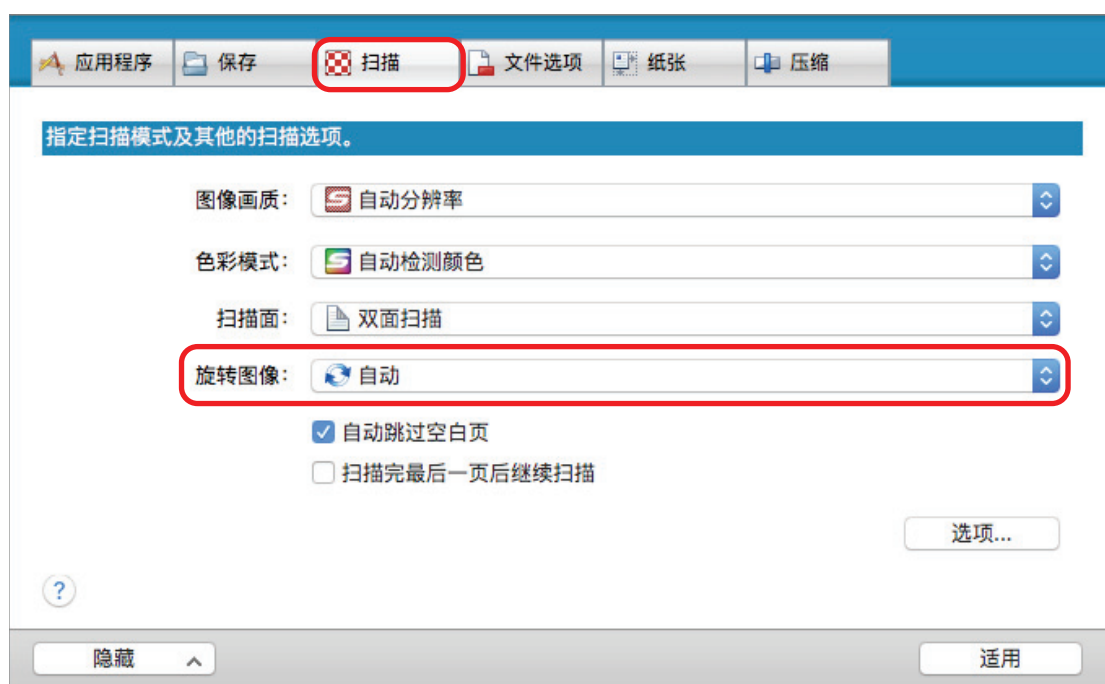 应用程序 保存 扫描 文件选项 纸张 压缩
指定扫描模式及其他的扫描选项。
图像画质： 自动分辨率
色彩模式： 自动检测颜色
扫描面： 双面扫描
旋转图像： 自动
自动跳过空白页
扫描完最后一页后继续扫描
选项...
?
隐藏 适用